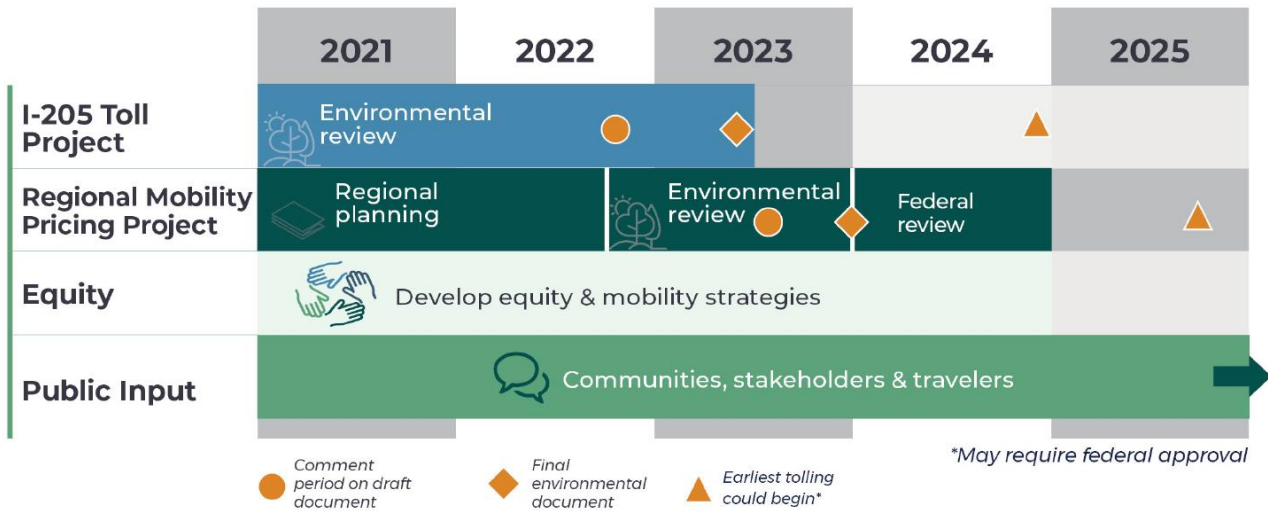 2021 2022 2023 2024 2025
I-205 Toll
Project
Environmental
review
Regional Mobility
Pricing Project
Regional
planning
Environmental
review
Federal
review
Equity
Develop equity & mobility strategies
Public Input
Communities, stakeholders & travelers
*May require federal approval
Comment
period on draft
document
Final
environmental
document
Earliest tolling
could begin*